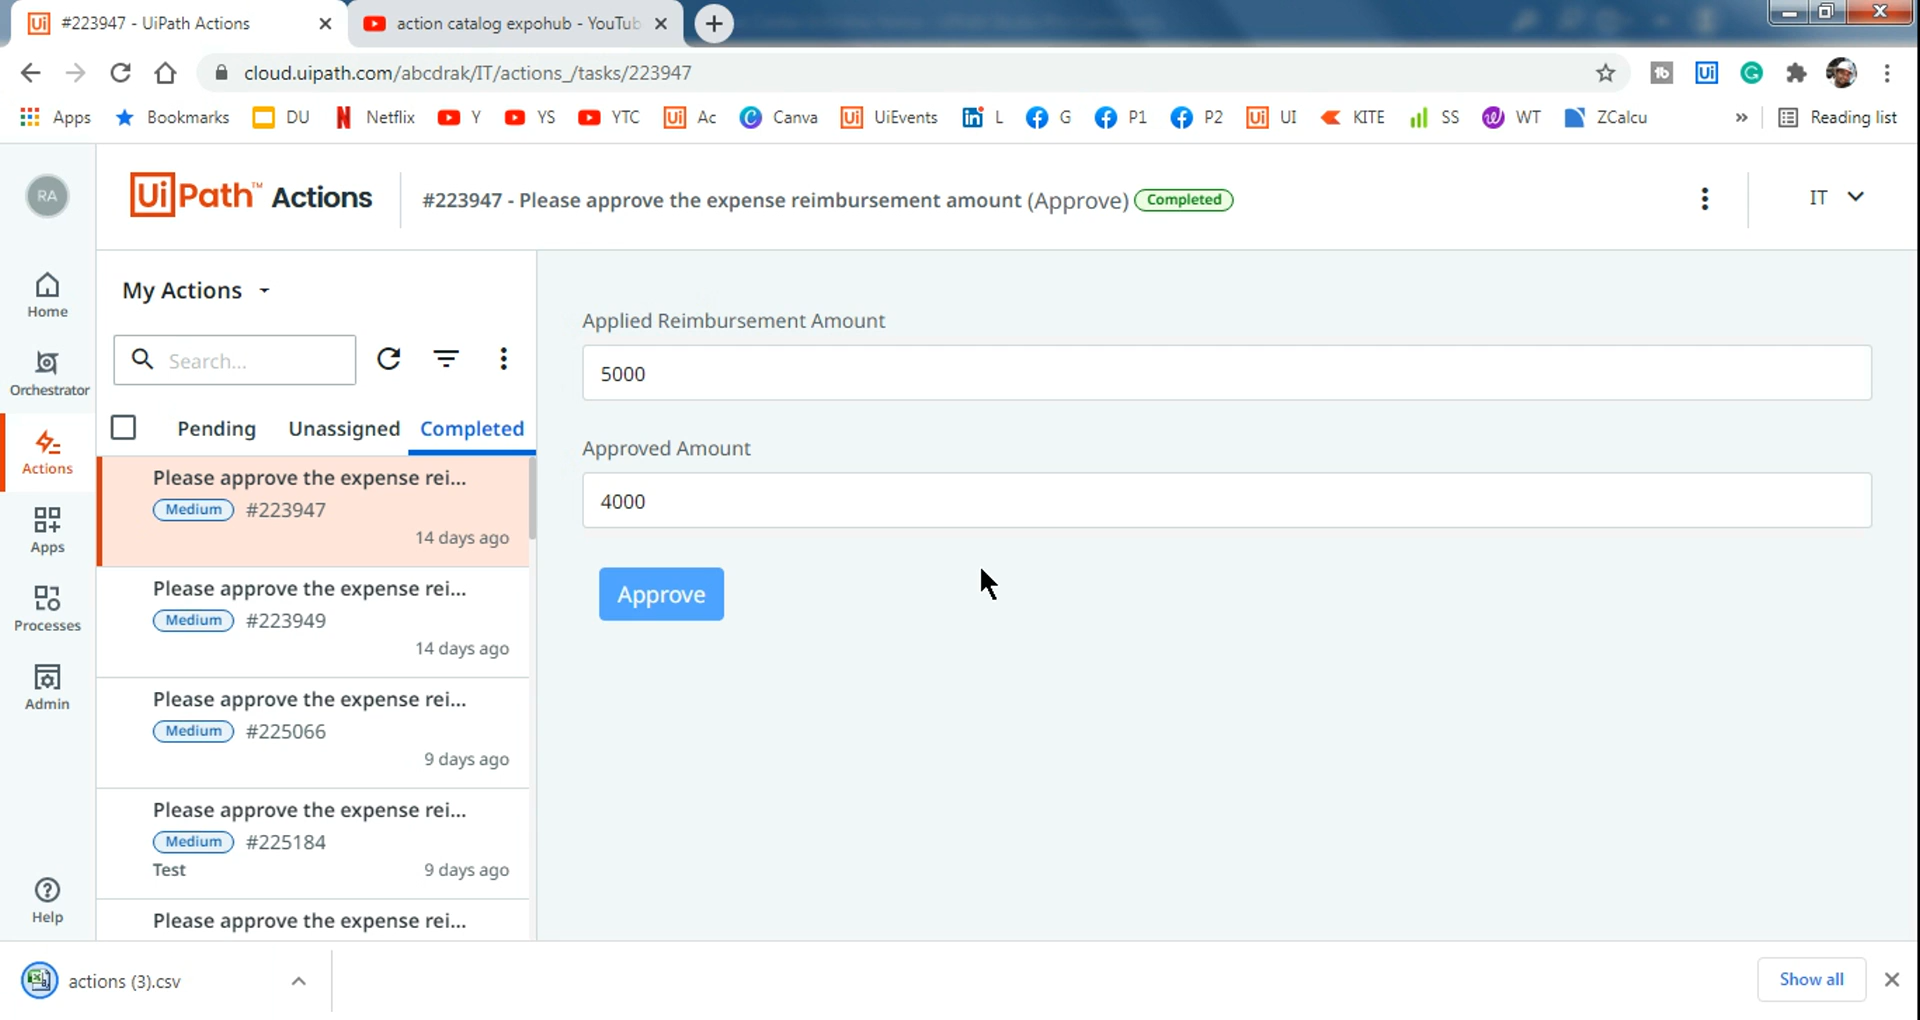 #223947 - UiPath Actions
action catalog expohub - YouTub
cloud.uipath.com/abcdrak/IT/actions_/tasks/223947
Apps Bookmarks DU Netflix Y YS YTC Ac Canva UiEvents L G P1 P2 UI KITE SS WT ZCalcu » Reading list
RA
UiPath™ Actions
#223947 - Please approve the expense reimbursement amount (Approve) Completed
IT
Home
Orchestrator
Actions
Apps
Processes
Admin
Help
My Actions
Search...
Pending Unassigned Completed
Please approve the expense rei...
Medium #223947
14 days ago
Please approve the expense rei...
Medium #223949
14 days ago
Please approve the expense rei...
Medium #225066
9 days ago
Please approve the expense rei...
Medium #225184
Test 9 days ago
Please approve the expense rei...
Applied Reimbursement Amount
5000
Approved Amount
4000
Approve
actions (3).csv
Show all